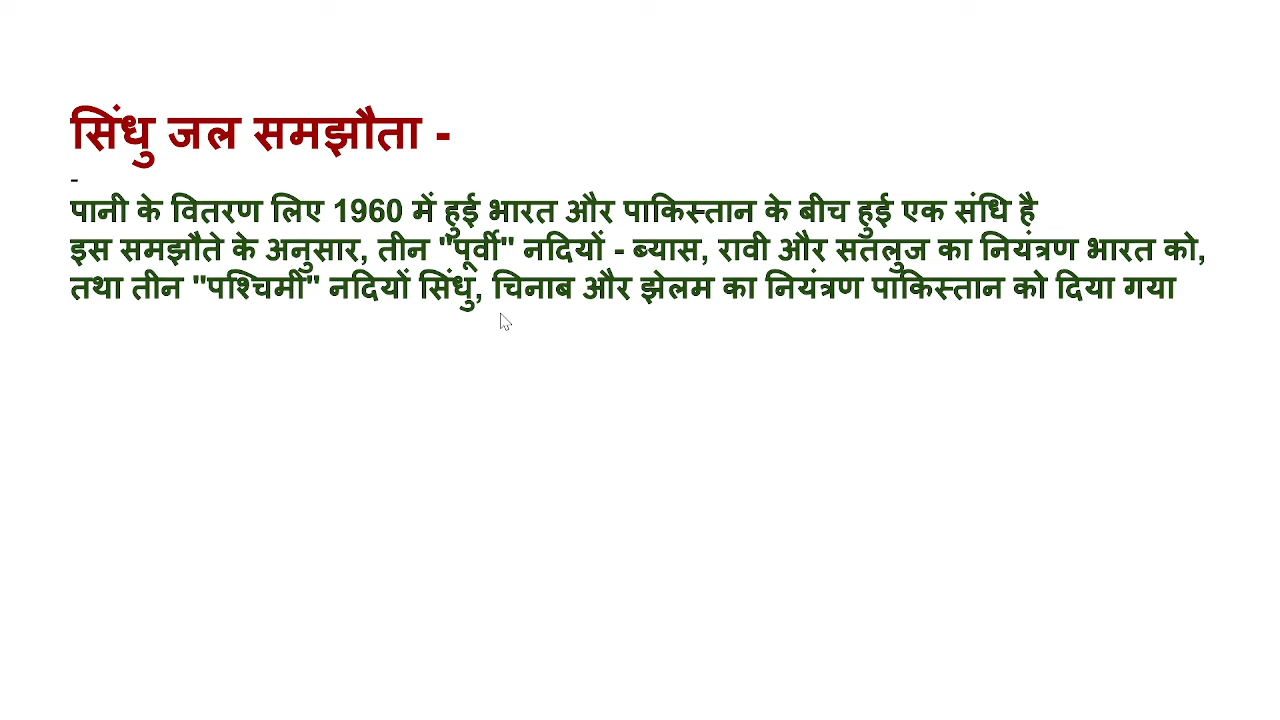 सिंधु जल समझौता -
-
पानी के वितरण लिए 1960 में हुई भारत और पाकिस्तान के बीच हुई एक संधि है
इस समझौते के अनुसार, तीन "पूर्वी" नदियों - ब्यास, रावी और सतलुज का नियंत्रण भारत को,
तथा तीन "पश्चिमी" नदियों सिंधु, चिनाब और झेलम का नियंत्रण पाकिस्तान को दिया गया